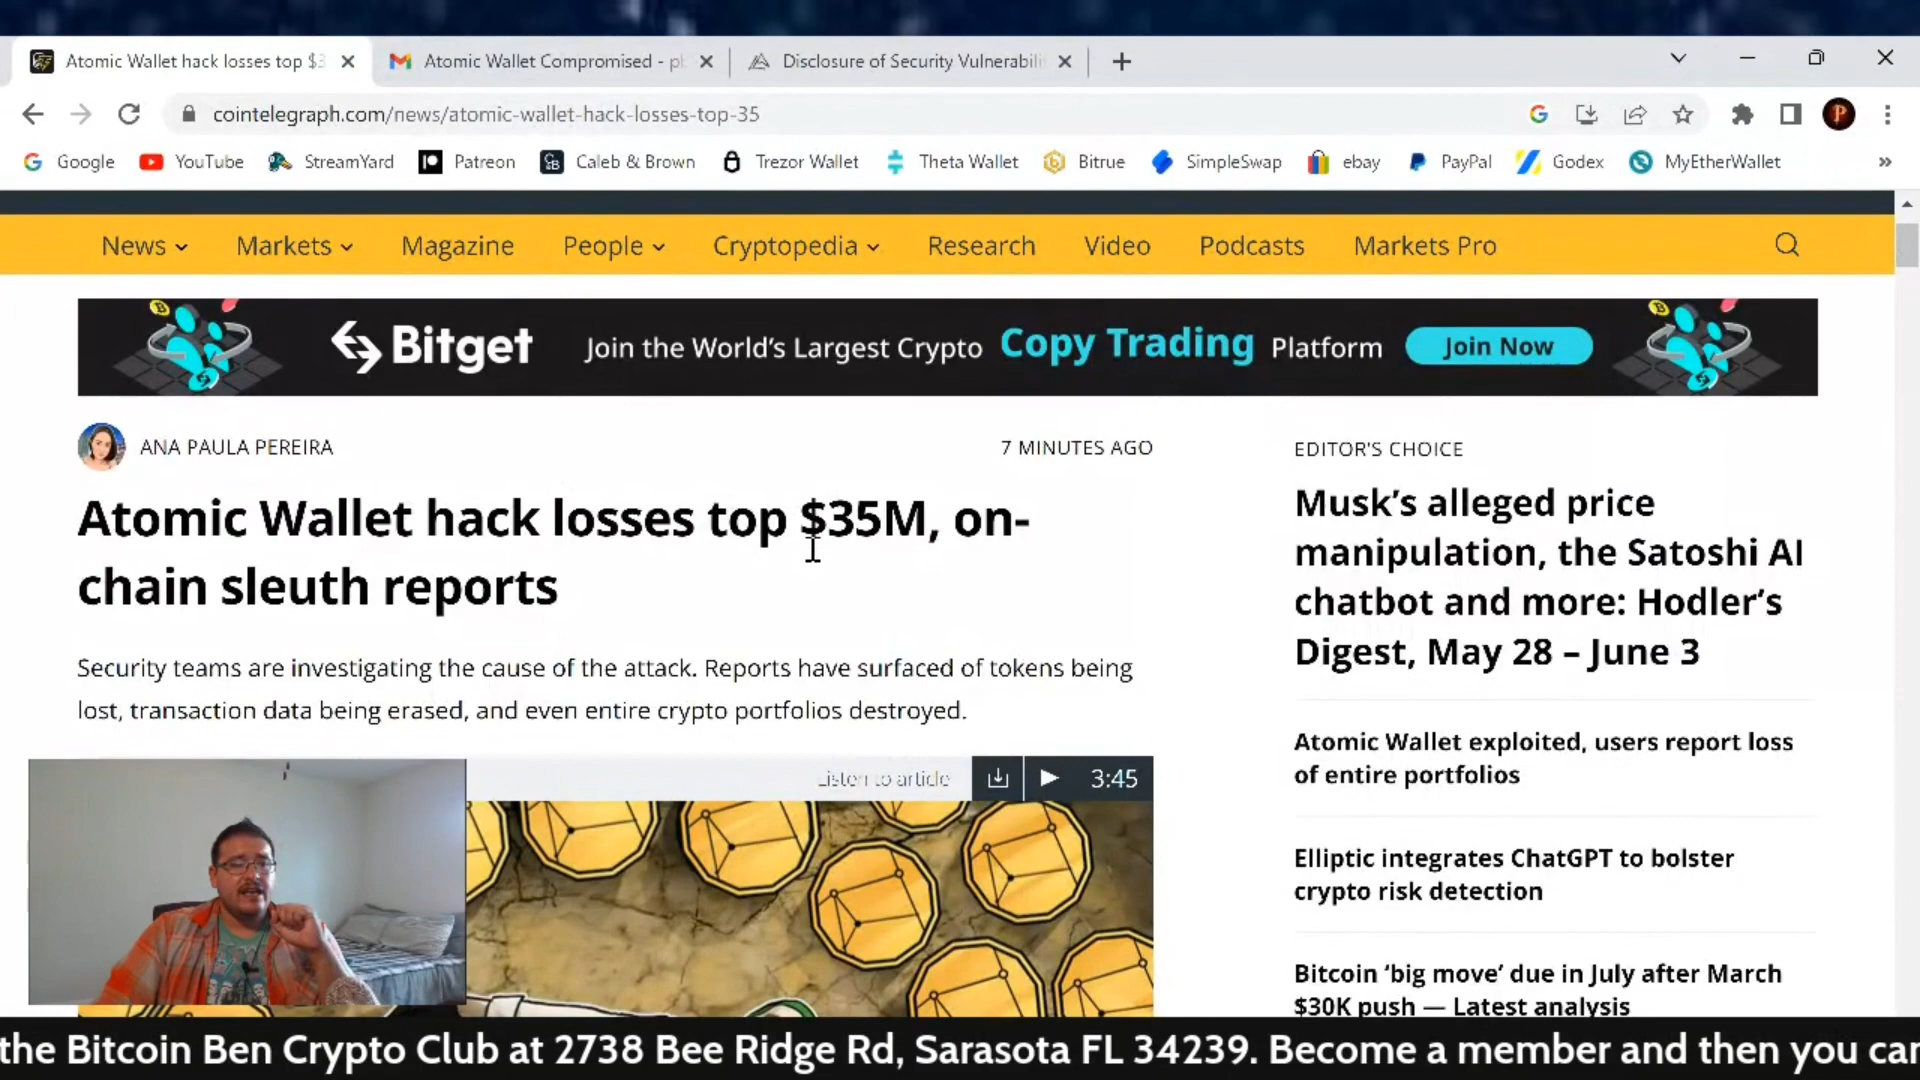 Atomic Wallet hack losses top $3
Atomic Wallet Compromised - pl
Disclosure of Security Vulnerabili
cointelegraph.com/news/atomic-wallet-hack-losses-top-35
Google YouTube StreamYard Patreon Caleb & Brown Trezor Wallet Theta Wallet Bitrue SimpleSwap ebay PayPal Godex MyEtherWallet »
News Markets Magazine People Cryptopedia Research Video Podcasts Markets Pro
Bitget Join the World's Largest Crypto Copy Trading Platform Join Now
ANA PAULA PEREIRA 7 MINUTES AGO
Atomic Wallet hack losses top $35M, on-
chain sleuth reports
Security teams are investigating the cause of the attack. Reports have surfaced of tokens being
lost, transaction data being erased, and even entire crypto portfolios destroyed.
Listen to article 3:45
EDITOR'S CHOICE
Musk's alleged price
manipulation, the Satoshi AI
chatbot and more: Hodler's
Digest, May 28 – June 3
Atomic Wallet exploited, users report loss
of entire portfolios
Elliptic integrates ChatGPT to bolster
crypto risk detection
Bitcoin 'big move' due in July after March
$30K push — Latest analysis
the Bitcoin Ben Crypto Club at 2738 Bee Ridge Rd, Sarasota FL 34239. Become a member and then you can